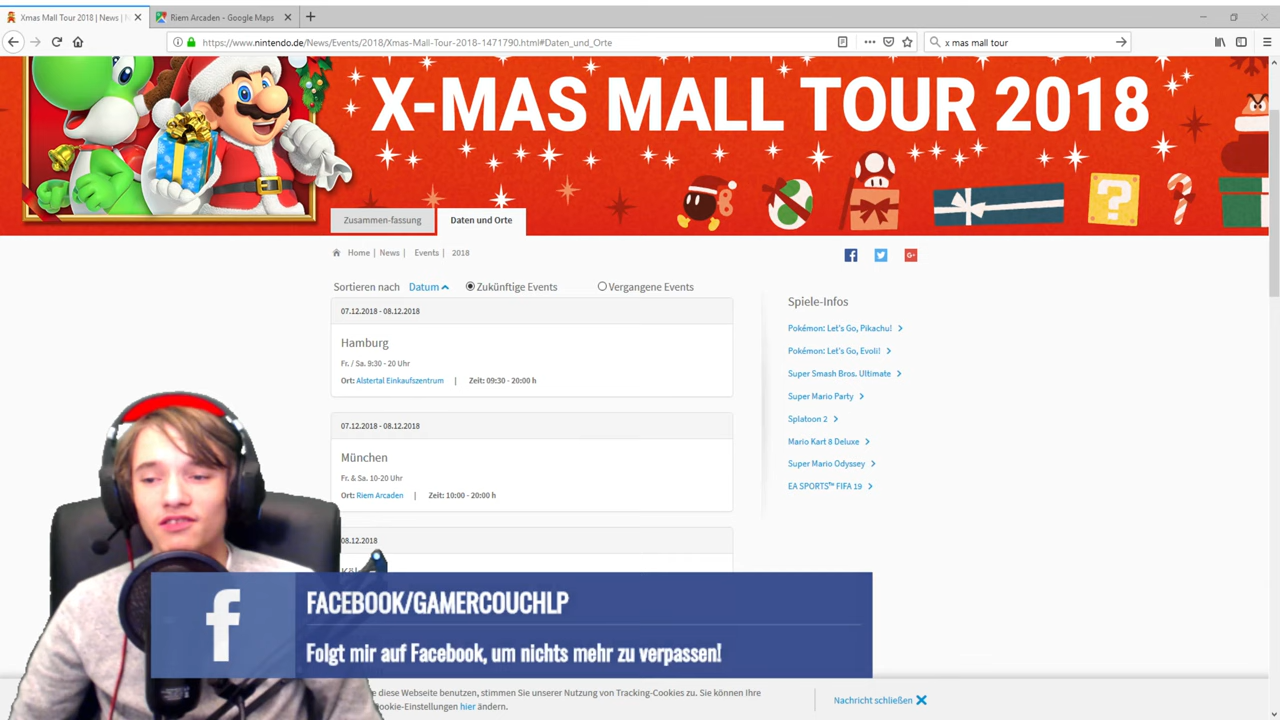 Xmas Mall Tour 2018 | News | N
Riem Arcaden - Google Maps
https://www.nintendo.de/News/Events/2018/Xmas-Mall-Tour-2018-1471790.html#Daten_und_Orte
x mas mall tour
X-MAS MALL TOUR 2018
Zusammen-fassung
Daten und Orte
Home | News | Events | 2018
Sortieren nach Datum Zukünftige Events Vergangene Events
07.12.2018 - 08.12.2018
Hamburg
Fr. / Sa. 9:30 - 20 Uhr
Ort: Alstertal Einkaufszentrum | Zeit: 09:30 - 20:00 h
07.12.2018 - 08.12.2018
München
Fr. & Sa. 10-20 Uhr
Ort: Riem Arcaden | Zeit: 10:00 - 20:00 h
08.12.2018
Spiele-Infos
Pokémon: Let's Go, Pikachu!
Pokémon: Let's Go, Evoli!
Super Smash Bros. Ultimate
Super Mario Party
Splatoon 2
Mario Kart 8 Deluxe
Super Mario Odyssey
EA SPORTS™ FIFA 19
f
FACEBOOK/GAMERCOUCHLP
Folgt mir auf Facebook, um nichts mehr zu verpassen!
diese Webseite benutzen, stimmen Sie unserer Nutzung von Tracking-Cookies zu. Sie können Ihre
ookie-Einstellungen hier ändern.
Nachricht schließen